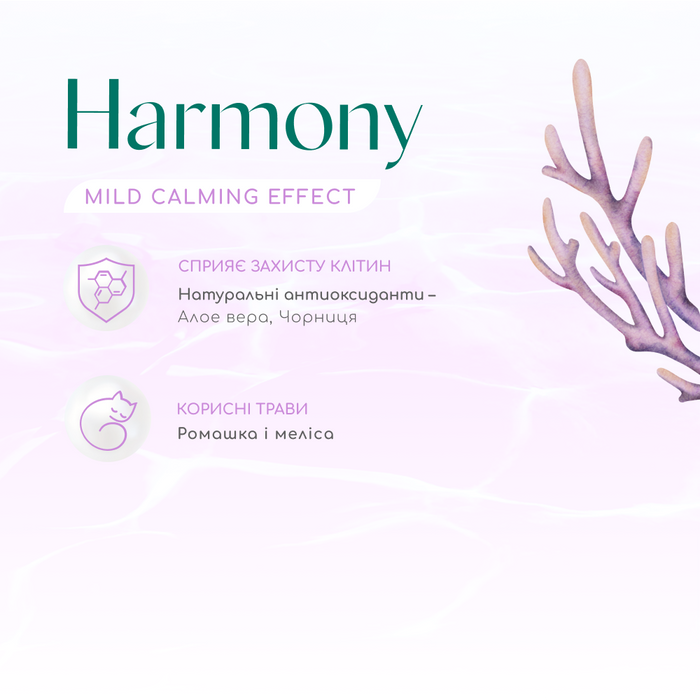 Harmony
MILD CALMING EFFECT
СПРИЯЄ ЗАХИСТУ КЛІТИН
Натуральні антиоксиданти –
Алое вера, Чорниця
КОРИСНІ ТРАВИ
Ромашка і меліса